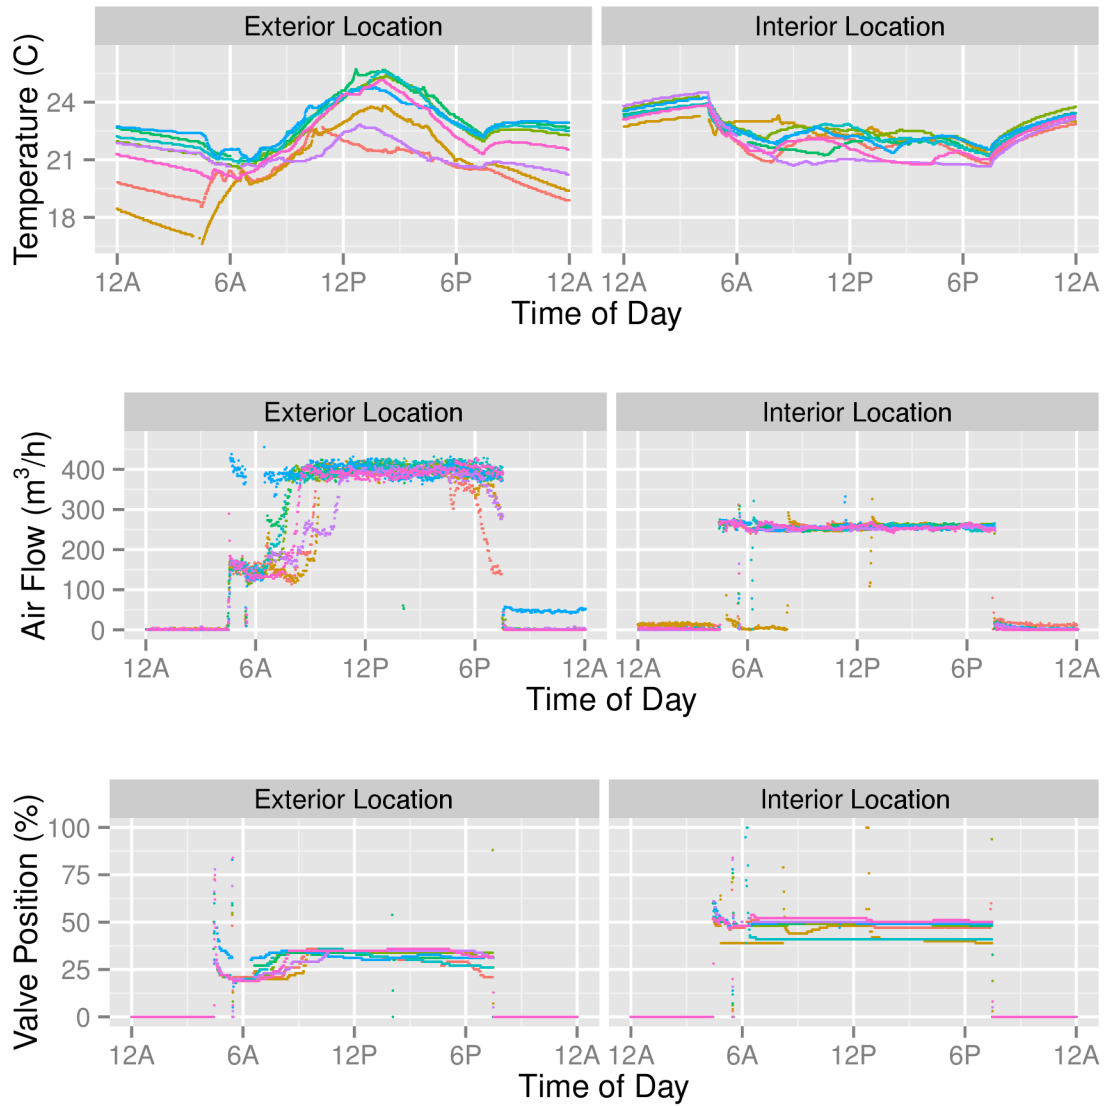 Exterior Location Interior Location
Temperature (C)
24
21
18
12A 6A 12P 6P 12A 12A 6A 12P 6P 12A
Time of Day
Exterior Location Interior Location
Air Flow (m³/h)
400
300
200
100
0
12A 6A 12P 6P 12A 12A 6A 12P 6P 12A
Time of Day
Exterior Location Interior Location
Valve Position (%)
100
75
50
25
0
12A 6A 12P 6P 12A 12A 6A 12P 6P 12A
Time of Day